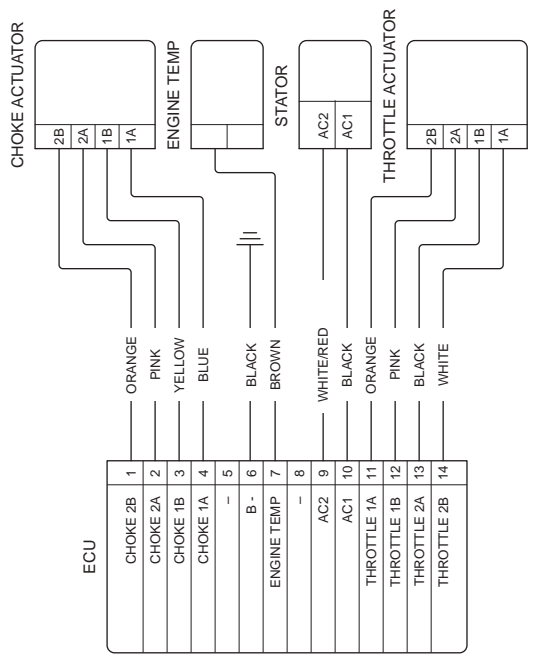 CHOKE ACTUATOR
2B
2A
1B
1A
ENGINE TEMP
STATOR
AC2
AC1
THROTTLE ACTUATOR
2B
2A
1B
1A
ORANGE
PINK
YELLOW
BLUE
BLACK
BROWN
WHITE/RED
BLACK
ORANGE
PINK
BLACK
WHITE
ECU
CHOKE 2B 1
CHOKE 2A 2
CHOKE 1B 3
CHOKE 1A 4
– 5
B - 6
ENGINE TEMP 7
– 8
AC2 9
AC1 10
THROTTLE 1A 11
THROTTLE 1B 12
THROTTLE 2A 13
THROTTLE 2B 14